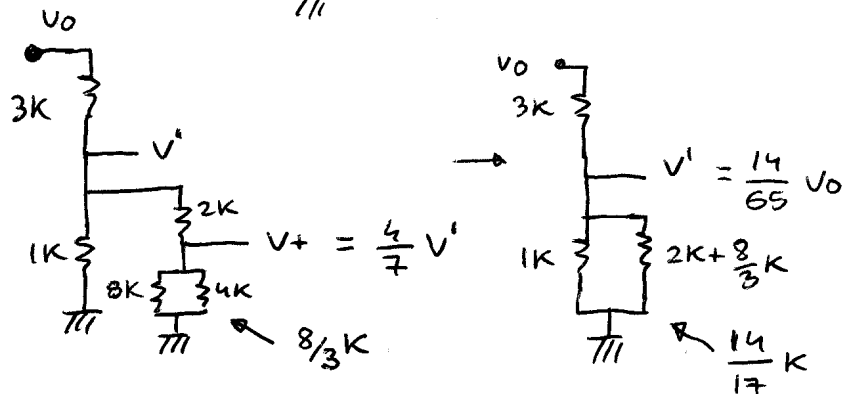 Vo
3K
V'
2K
V+ = 4/7 V'
1K
8K
4K
8/3 K
Vo
3K
V' = 14/65 Vo
1K
2K + 8/3 K
14/17 K